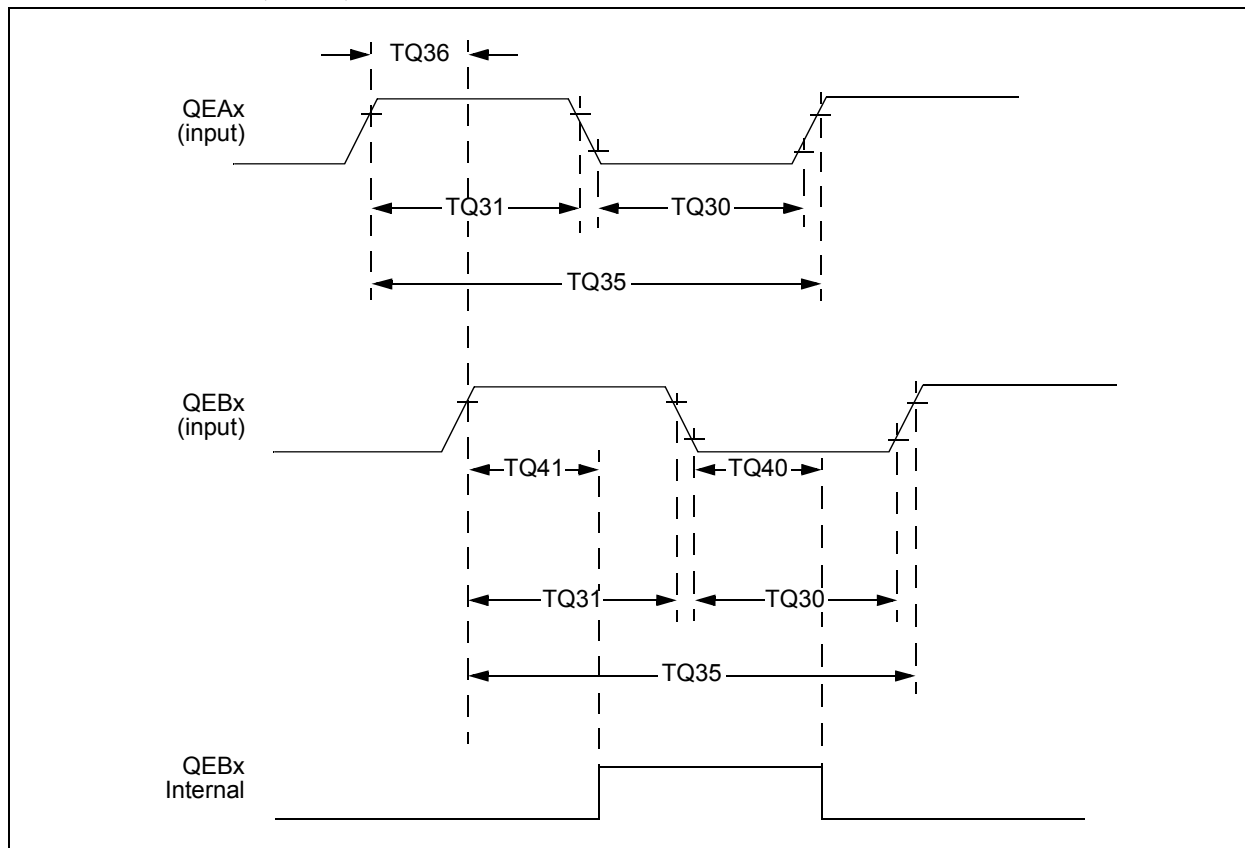 TQ36
QEAx
(input)
TQ31
TQ30
TQ35
QEBx
(input)
TQ41
TQ40
TQ31
TQ30
TQ35
QEBx
Internal